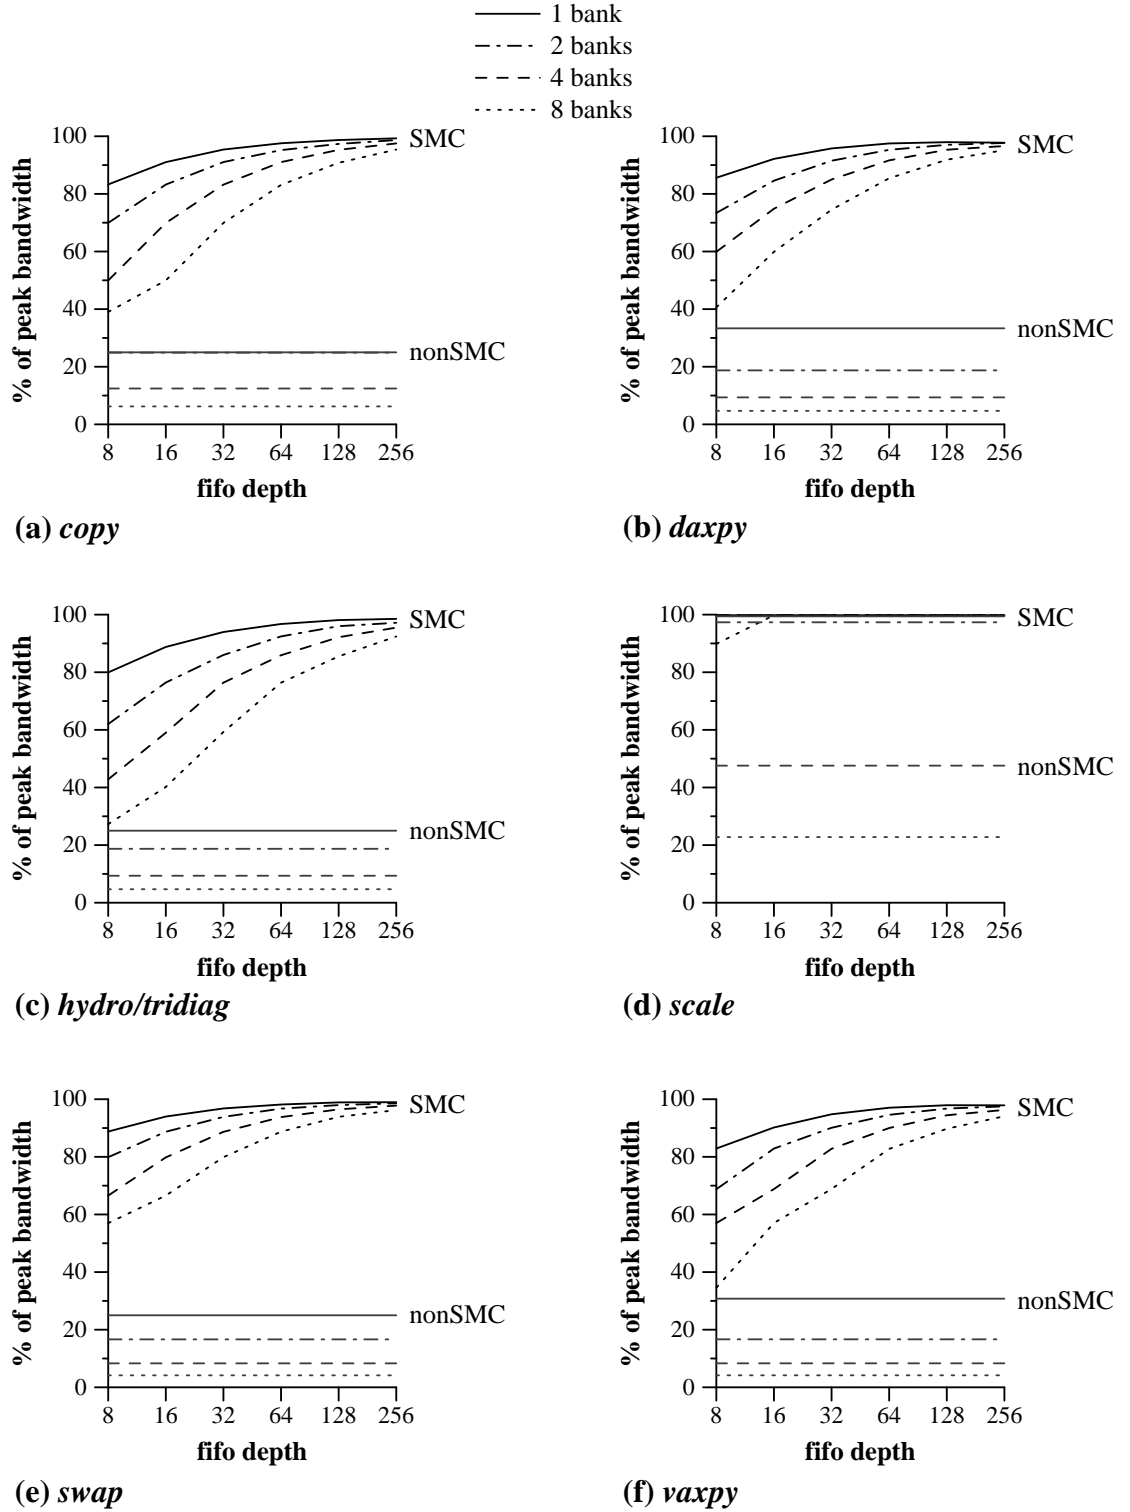 1 bank
2 banks
4 banks
8 banks
% of peak bandwidth
100
80
60
40
20
0
SMC
nonSMC
8 16 32 64 128 256
fifo depth
(a) copy
% of peak bandwidth
100
80
60
40
20
0
SMC
nonSMC
8 16 32 64 128 256
fifo depth
(b) daxpy
% of peak bandwidth
100
80
60
40
20
0
SMC
nonSMC
8 16 32 64 128 256
fifo depth
(c) hydro/tridiag
% of peak bandwidth
100
80
60
40
20
0
SMC
nonSMC
8 16 32 64 128 256
fifo depth
(d) scale
% of peak bandwidth
100
80
60
40
20
0
SMC
nonSMC
8 16 32 64 128 256
fifo depth
(e) swap
% of peak bandwidth
100
80
60
40
20
0
SMC
nonSMC
8 16 32 64 128 256
fifo depth
(f) vaxpy